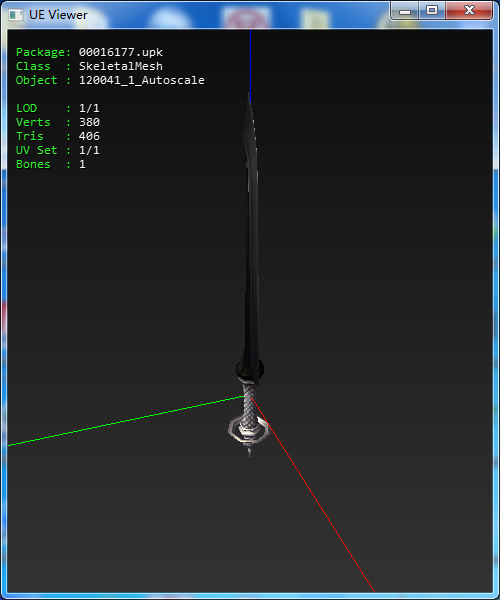 UE Viewer
Package: 00016177.upk
Class : SkeletalMesh
Object : 120041_1_Autoscale
LOD : 1/1
Verts : 380
Tris : 406
UV Set : 1/1
Bones : 1